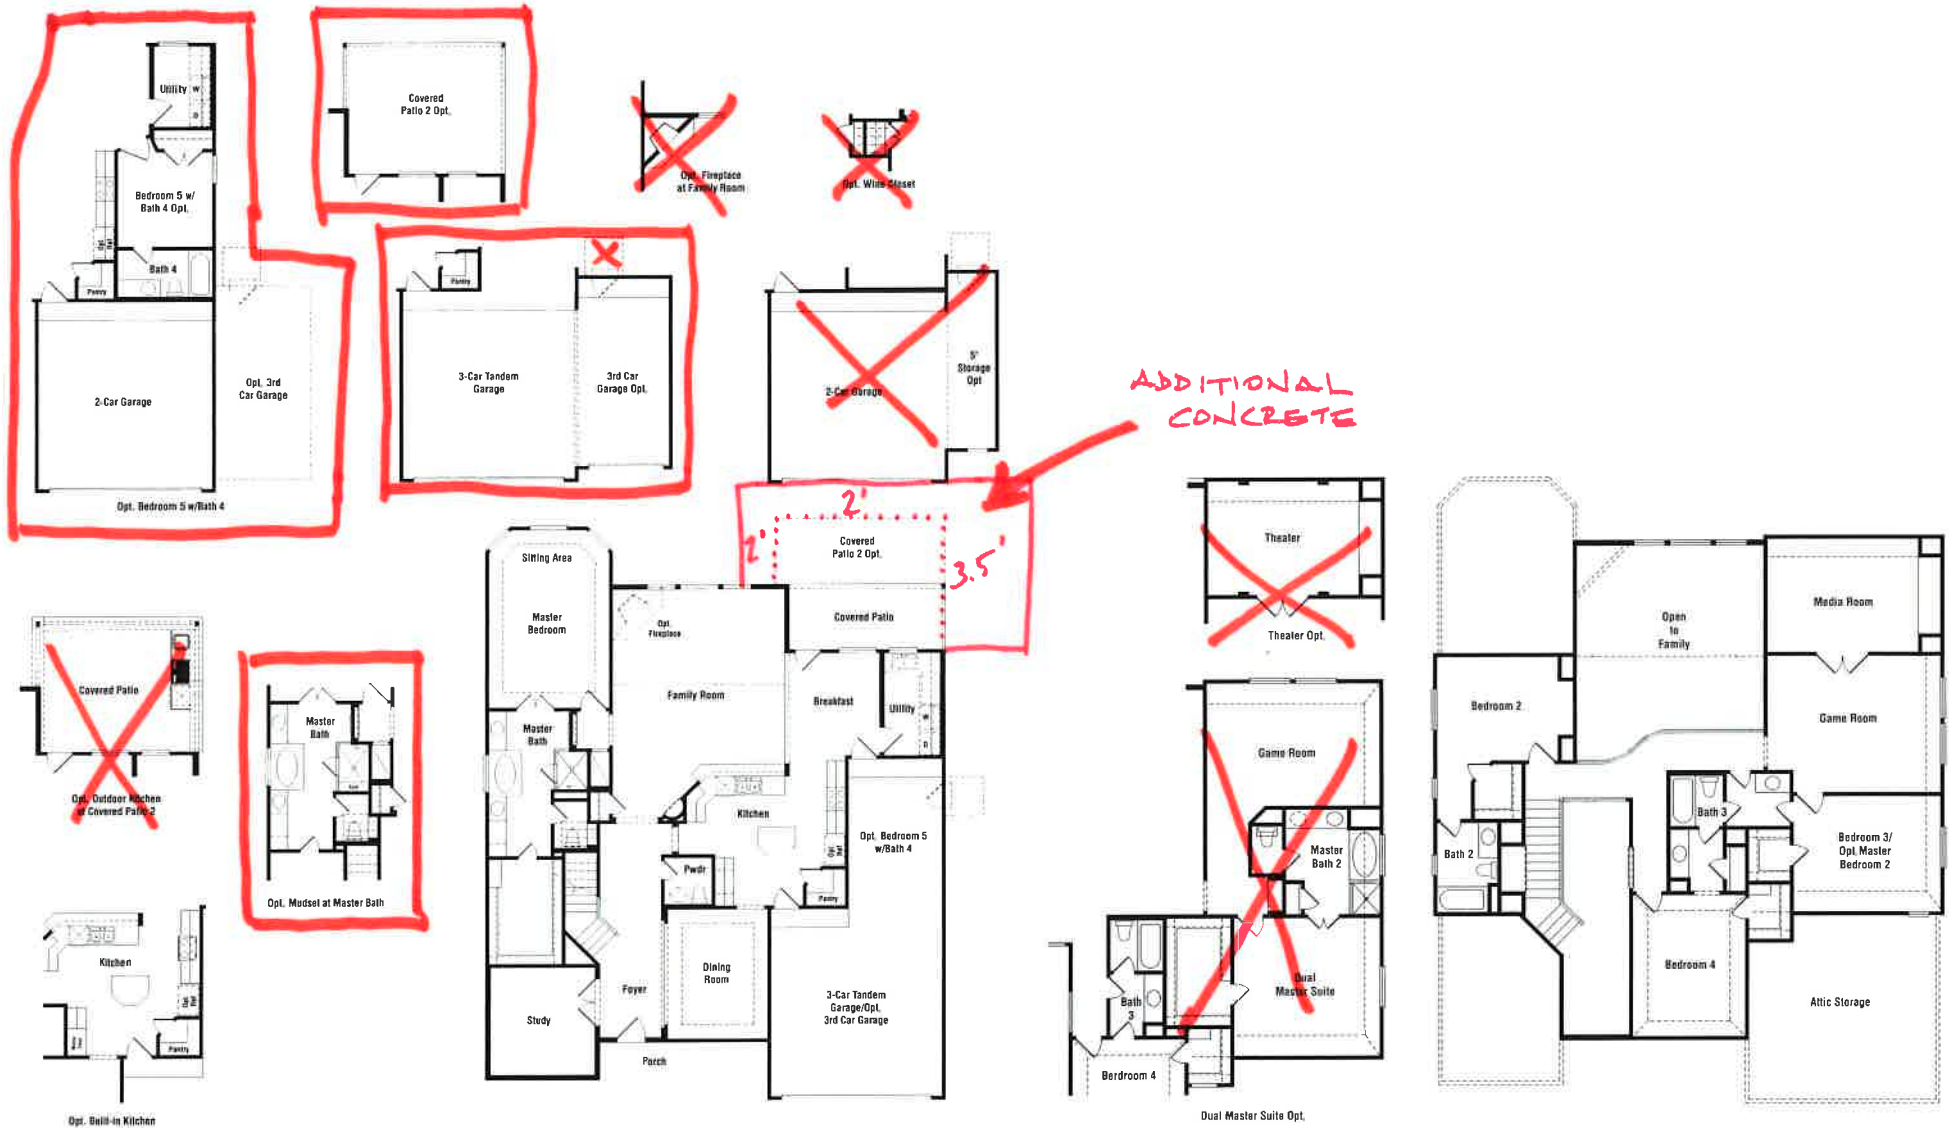 Utility
W
D
Bedroom 5 w/
Bath 4 Opt.
Opt
Ref
Bath 4
Pantry
2-Car Garage
Opt. 3rd
Car Garage
Opt. Bedroom 5 w/Bath 4
Covered
Patio 2 Opt.
Opt. Fireplace
at Family Room
Opt. Wine Closet
X
Pantry
3-Car Tandem
Garage
3rd Car
Garage Opt.
2-Car Garage
5'
Storage
Opt
ADDITIONAL
CONCRETE
2'
2'
3.5'
Covered
Patio 2 Opt.
Covered Patio
Sitting Area
Master
Bedroom
Opt.
Fireplace
Family Room
Breakfast
Utility
W
D
Master
Bath
Kitchen
Opt
Ref
Opt. Bedroom 5
w/Bath 4
Pwdr
Pantry
Dining
Room
Foyer
Study
Porch
3-Car Tandem
Garage/Opt.
3rd Car Garage
Covered Patio
Opt. Outdoor Kitchen
at Covered Patio 2
Master
Bath
Opt. Mudset at Master Bath
Kitchen
Opt
Ref
Pantry
Opt. Built-in Kitchen
Theater
Theater Opt.
Game Room
Master
Bath 2
Dual
Master Suite
Bath
3
Berdroom 4
Dual Master Suite Opt.
Open
to
Family
Media Room
Bedroom 2
Game Room
Bath 3
Bath 2
Bedroom 3/
Opt. Master
Bedroom 2
Bedroom 4
Attic Storage